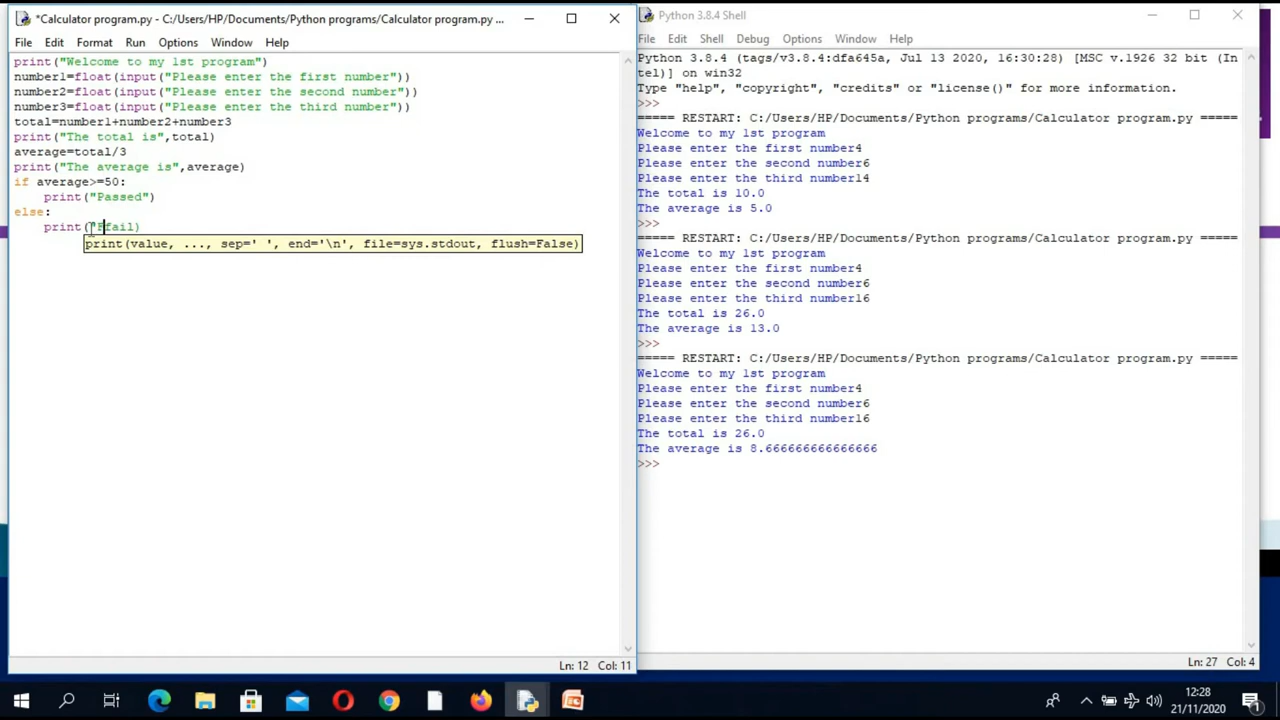 *Calculator program.py - C:/Users/HP/Documents/Python programs/Calculator program.py ...
File Edit Format Run Options Window Help
print("Welcome to my 1st program")
number1=float(input("Please enter the first number"))
number2=float(input("Please enter the second number"))
number3=float(input("Please enter the third number"))
total=number1+number2+number3
print("The total is",total)
average=total/3
print("The average is",average)
if average>=50:
    print("Passed")
else:
    print("Ffail)
print(value, ..., sep=' ', end='\n', file=sys.stdout, flush=False)
Ln: 12 Col: 11
Python 3.8.4 Shell
File Edit Shell Debug Options Window Help
Python 3.8.4 (tags/v3.8.4:dfa645a, Jul 13 2020, 16:30:28) [MSC v.1926 32 bit (In
tel)] on win32
Type "help", "copyright", "credits" or "license()" for more information.
>>>
===== RESTART: C:/Users/HP/Documents/Python programs/Calculator program.py =====
Welcome to my 1st program
Please enter the first number4
Please enter the second number6
Please enter the third number14
The total is 10.0
The average is 5.0
>>>
===== RESTART: C:/Users/HP/Documents/Python programs/Calculator program.py =====
Welcome to my 1st program
Please enter the first number4
Please enter the second number6
Please enter the third number16
The total is 26.0
The average is 13.0
>>>
===== RESTART: C:/Users/HP/Documents/Python programs/Calculator program.py =====
Welcome to my 1st program
Please enter the first number4
Please enter the second number6
Please enter the third number16
The total is 26.0
The average is 8.666666666666666
>>>
Ln: 27 Col: 4
12:28
21/11/2020
1